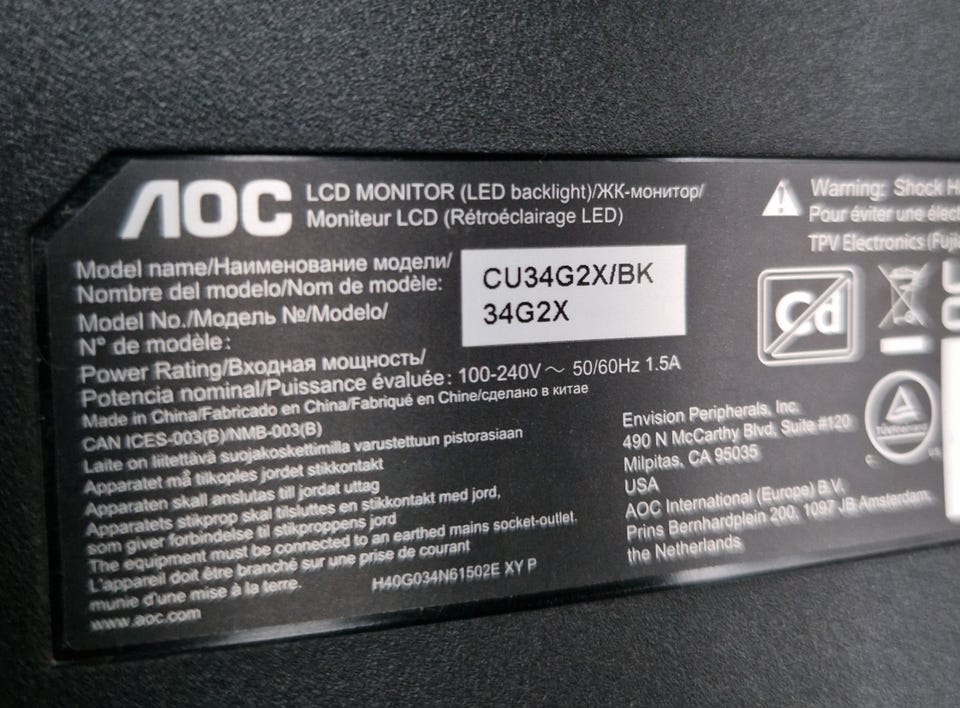 AOC
LCD MONITOR (LED backlight)/ЖК-монитор/
Moniteur LCD (Rétroéclairage LED)
Model name/Наименование модели/
Nombre del modelo/Nom de modèle:
CU34G2X/BK
Model No./Модель №/Modelo/
N° de modèle:
34G2X
Power Rating/Входная мощность/
Potencia nominal/Puissance évaluée: 100-240V～ 50/60Hz 1.5A
Made in China/Fabricado en China/Fabriqué en Chine/сделано в китае
CAN ICES-003(B)/NMB-003(B)
Laite on liitettävä suojakoskettimilla varustettuun pistorasiaan
Apparatet må tilkoples jordet stikkontakt
Apparaten skall anslutas till jordat uttag
Apparatets stikprop skal tilsluttes en stikkontakt med jord,
som giver forbindelse til stikproppens jord
The equipment must be connected to an earthed mains socket-outlet.
L'appareil doit être branché sur une prise de courant
munie d'une mise à la terre.
H40G034N61502E XY P
www.aoc.com
Warning: Shock H
Pour éviter une élect
TPV Electronics (Fuji
Cd
TÜVRheinland
Envision Peripherals, Inc.
490 N McCarthy Blvd, Suite #120
Milpitas, CA 95035
USA
AOC International (Europe) B.V.
Prins Bernhardplein 200, 1097 JB Amsterdam,
the Netherlands